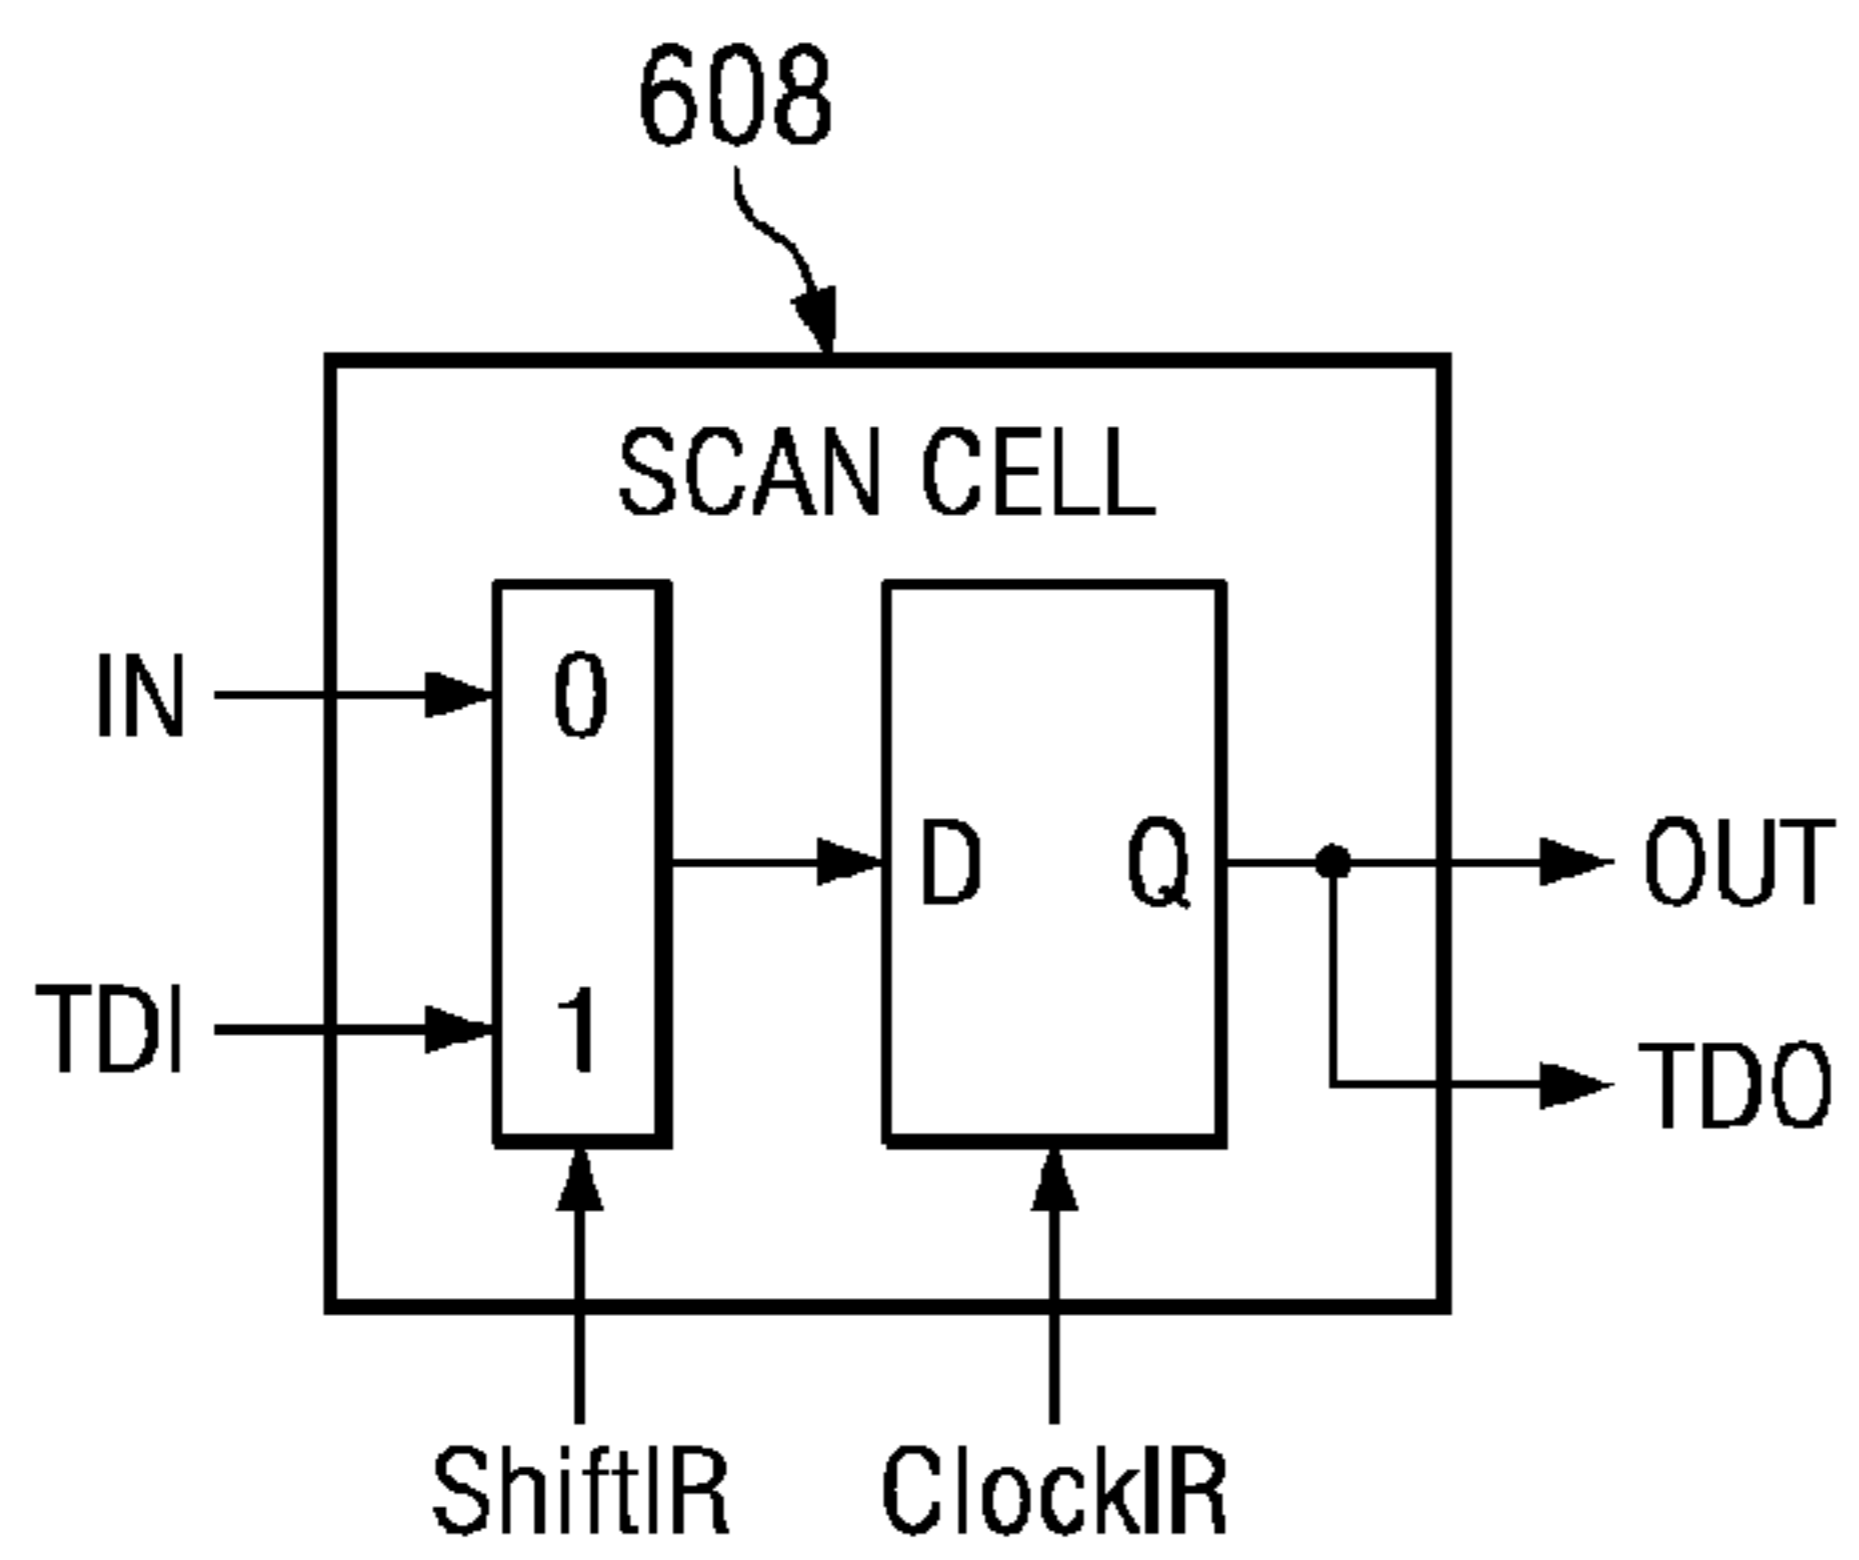 608
SCAN CELL
IN
0
D
Q
OUT
TDI
1
TDO
ShiftIR
ClockIR